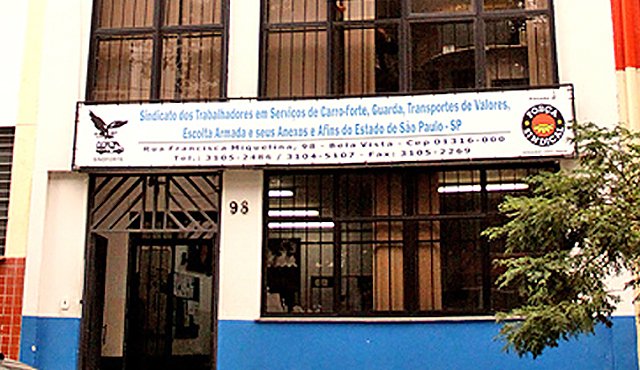 Sindicato dos Trabalhadores em Serviços de Carro-forte, Guarda, Transportes de Valores,
Escolta Armada e seus Anexos e Afins do Estado de São Paulo - SP
Rua Francisca Miquelina, 98 - Bela Vista - Cep 01316-000
Tel.: 3105-2486 / 3104-5107 - Fax: 3105-2269
FORÇA
SINDICAL
98